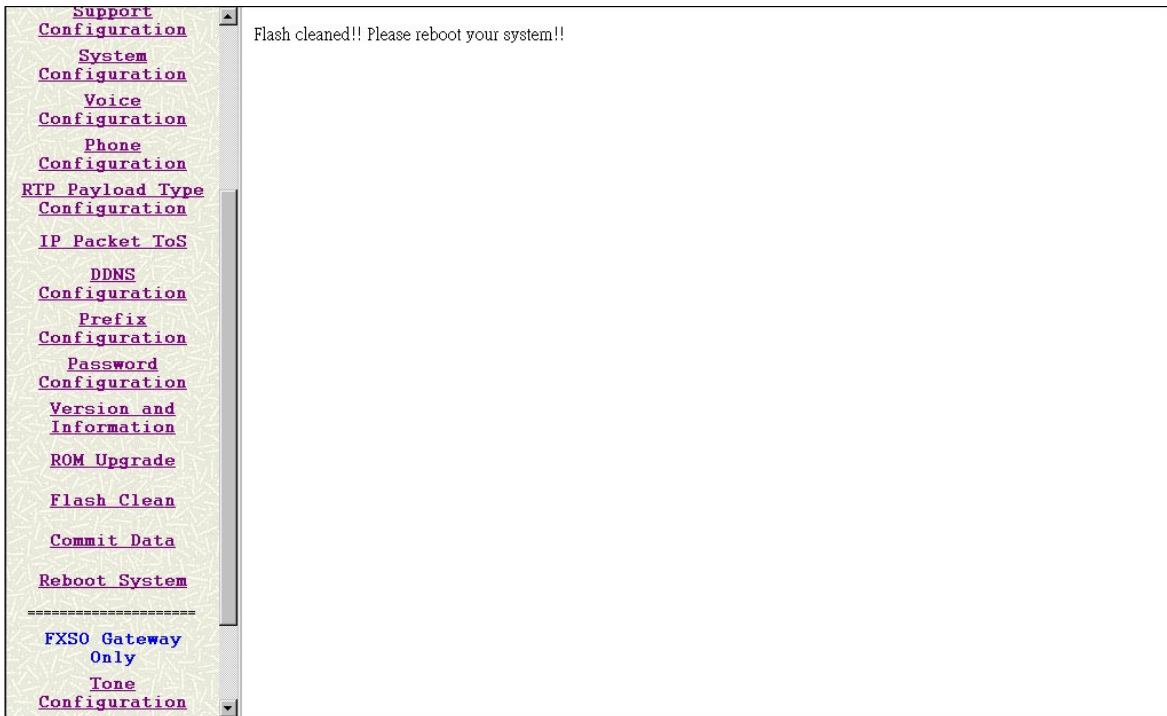 Support
Configuration
System
Configuration
Voice
Configuration
Phone
Configuration
RTP Payload Type
Configuration
IP Packet ToS
DDNS
Configuration
Prefix
Configuration
Password
Configuration
Version and
Information
ROM Upgrade
Flash Clean
Commit Data
Reboot System
=====================
FXSO Gateway
Only
Tone
Configuration
Flash cleaned!! Please reboot your system!!